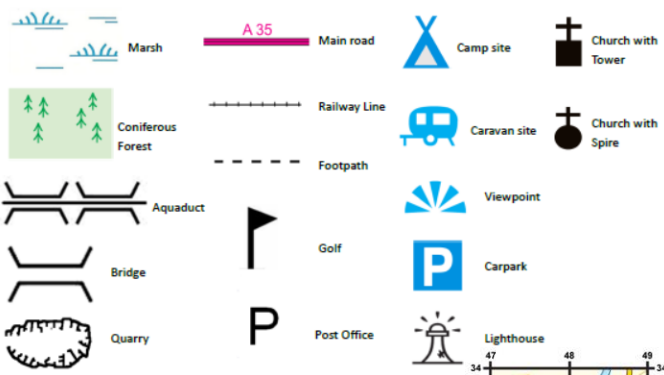 A 35
Marsh
Main road
Camp site
Church with
Tower
Coniferous
Forest
Railway Line
Caravan site
Church with
Spire
Footpath
Aquaduct
Viewpoint
Golf
P
Carpark
Bridge
P
Post Office
Quarry
Lighthouse
47 48 49
34 34